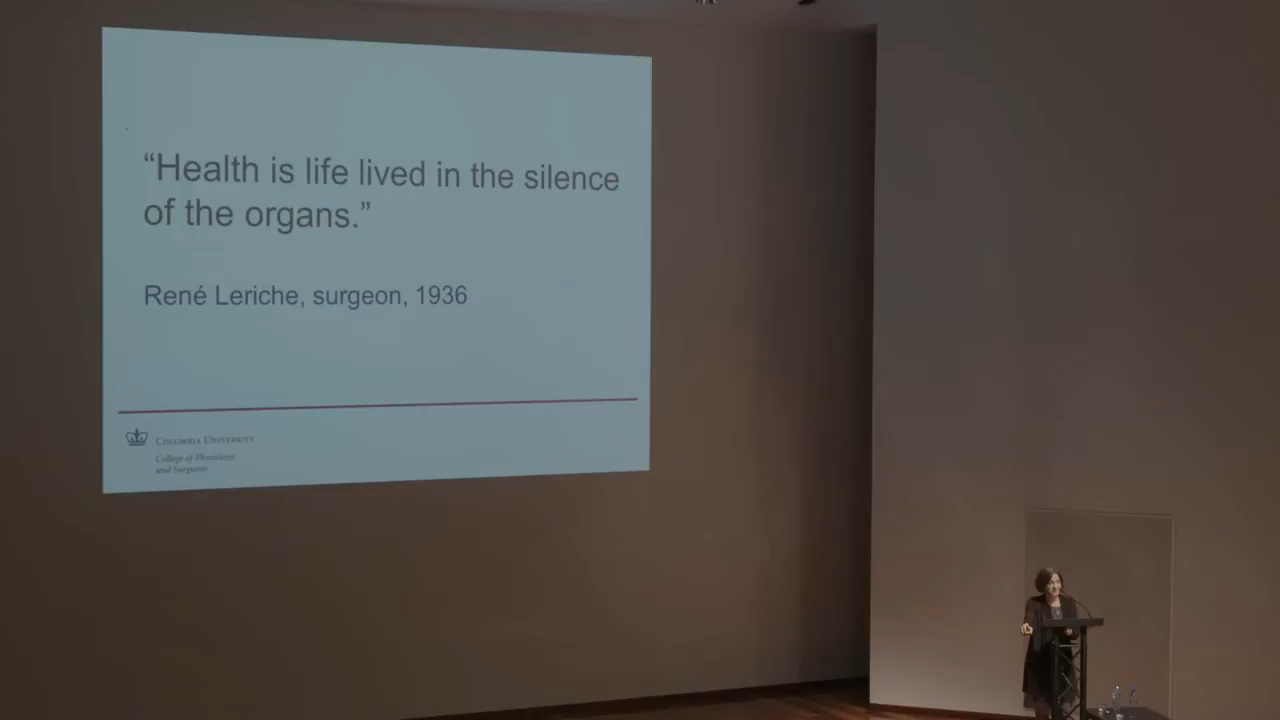 “Health is life lived in the silence
of the organs.”
René Leriche, surgeon, 1936
Columbia University
College of Physicians
and Surgeons